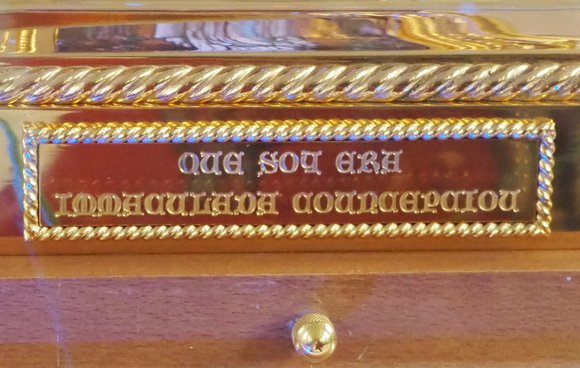 QUE SOY ERA
IMMACULADA COUNCEPCIOU